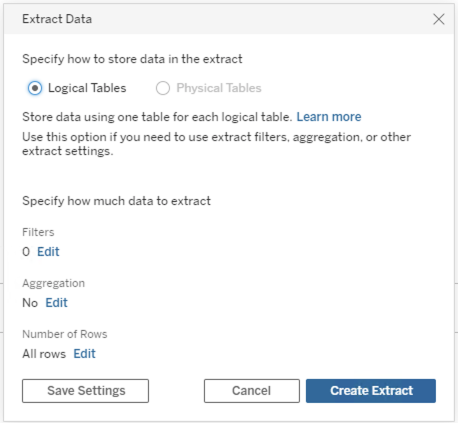 Extract Data
Specify how to store data in the extract
Logical Tables Physical Tables
Store data using one table for each logical table. Learn more
Use this option if you need to use extract filters, aggregation, or other
extract settings.
Specify how much data to extract
Filters
0 Edit
Aggregation
No Edit
Number of Rows
All rows Edit
Save Settings Cancel Create Extract